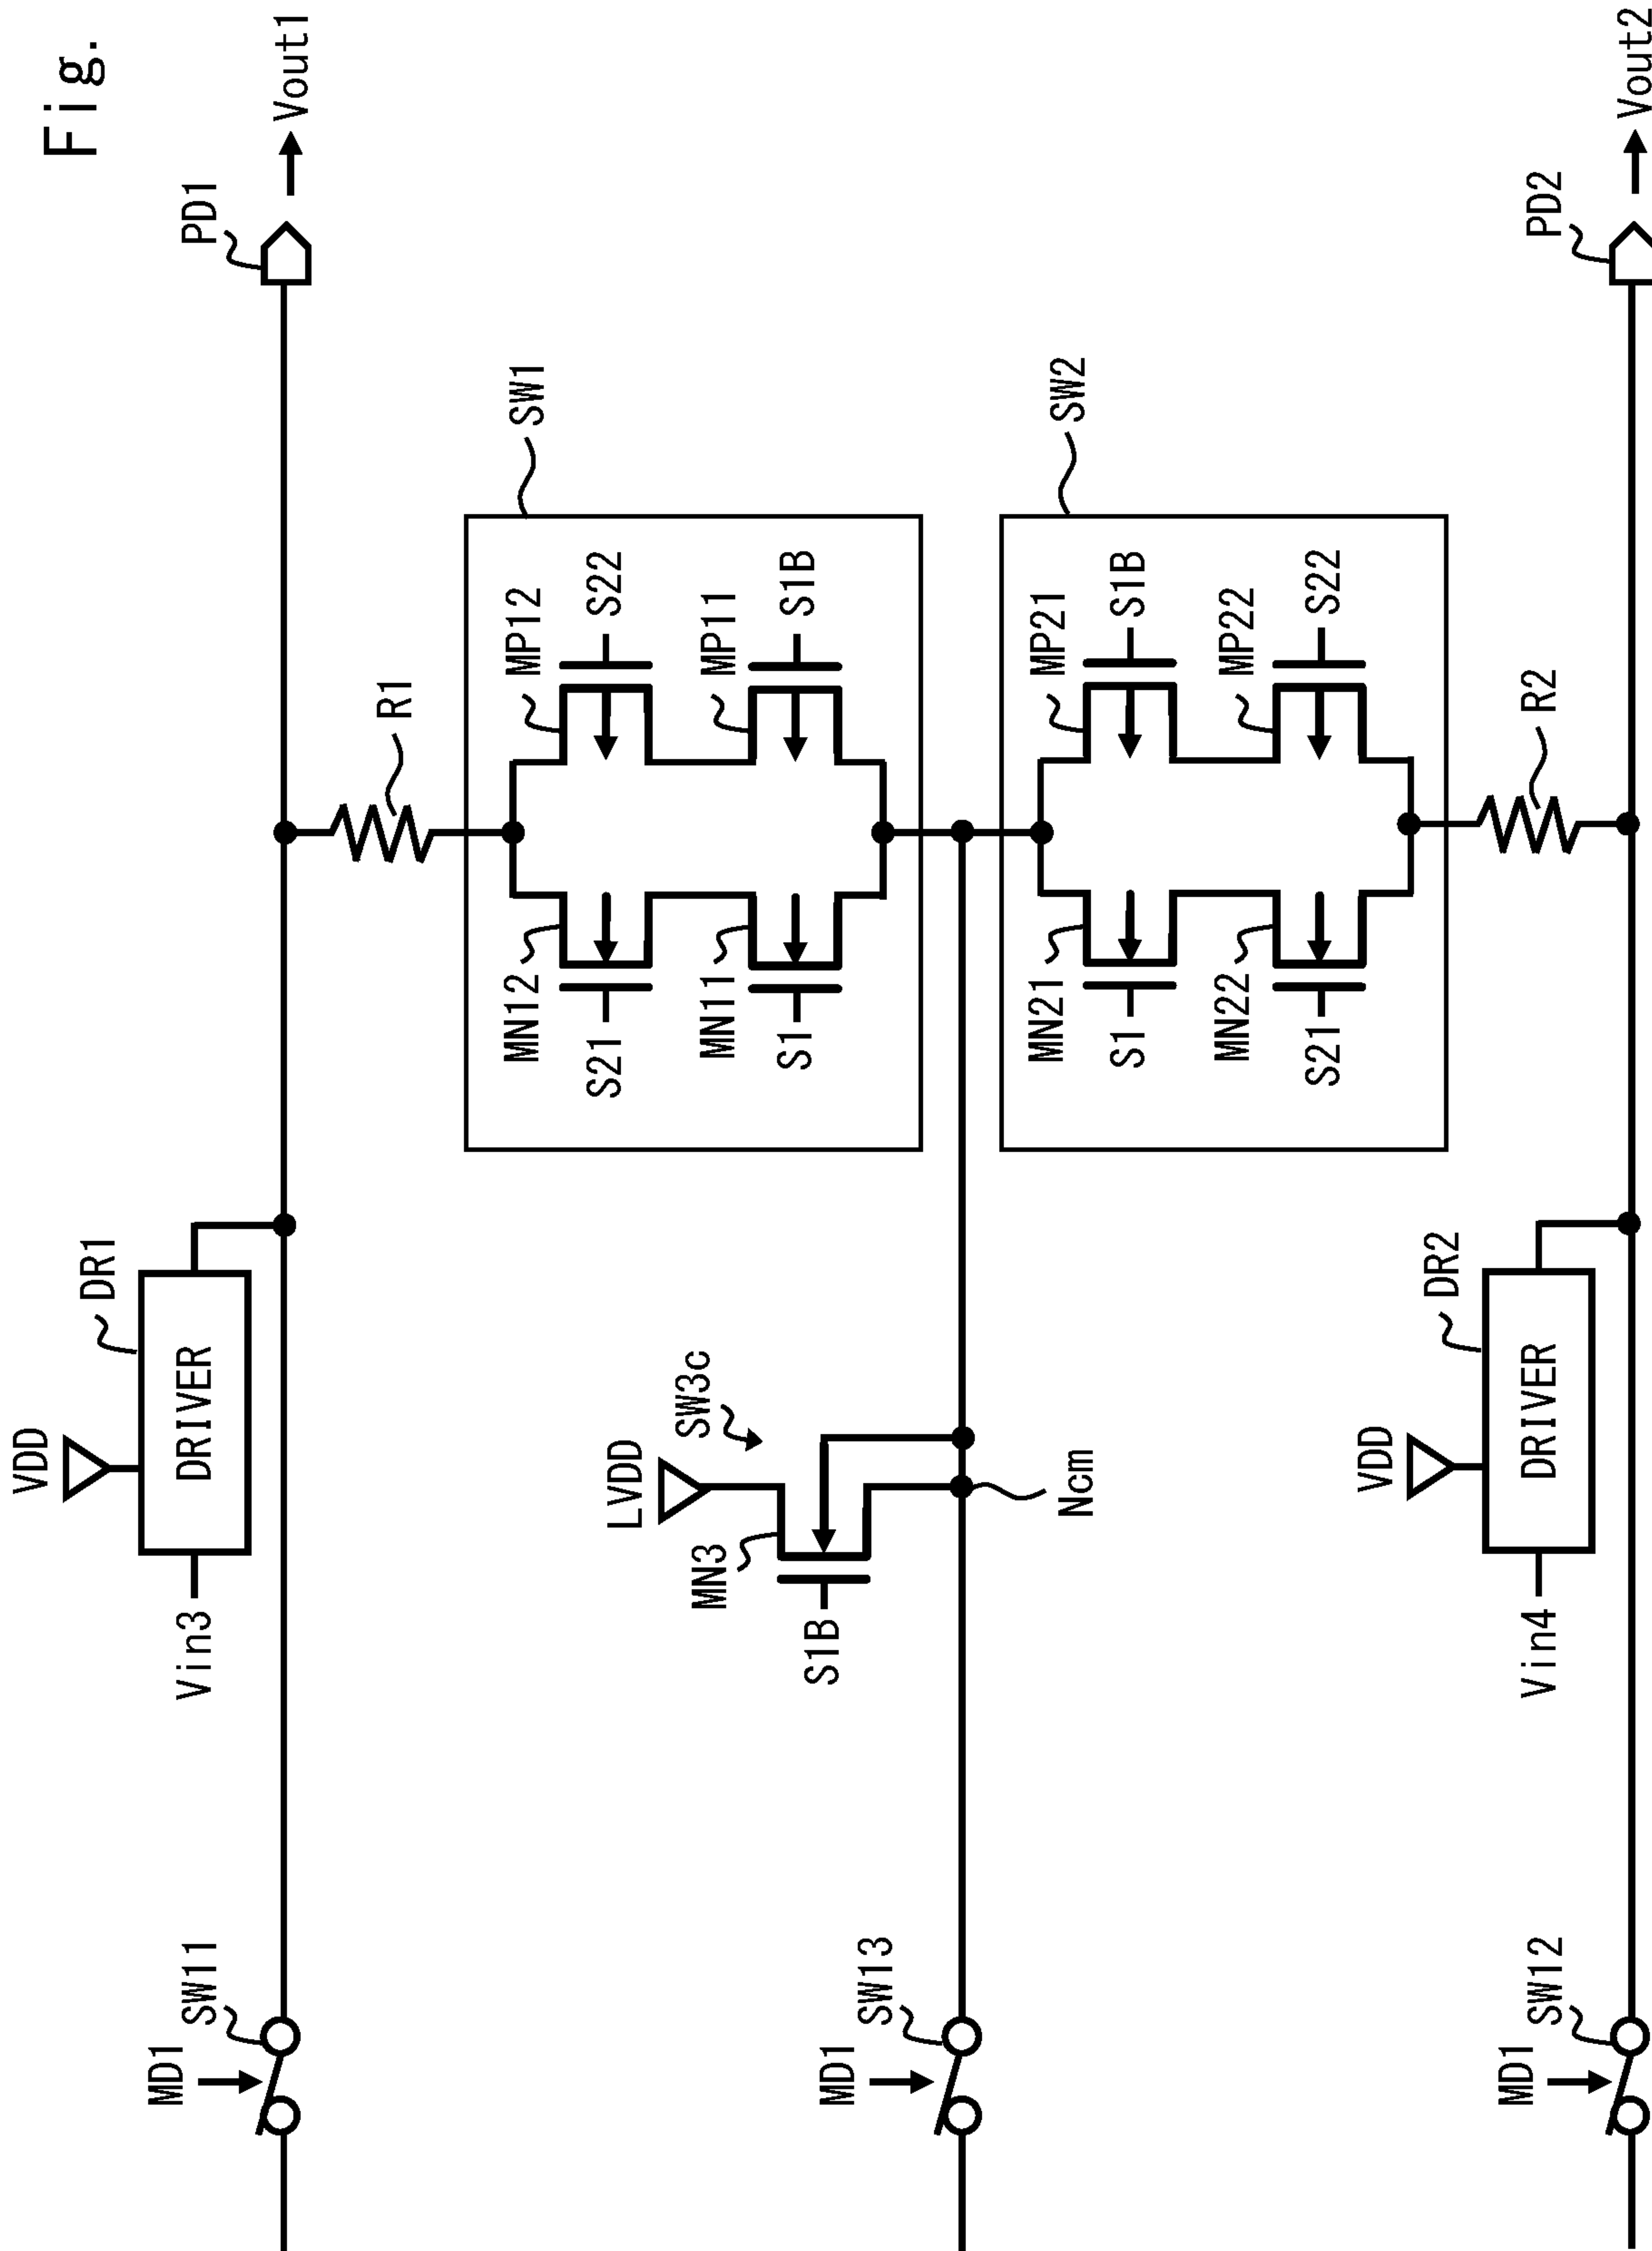 Fig.
Vout1
PD1
VDD
DR1
DRIVER
Vin3
MD1
SW11
R1
SW1
MN12
MP12
S21
S22
MN11
MP11
S1
S1B
LVDD
SW3c
MN3
S1B
Ncm
MD1
SW13
SW2
MN21
MP21
S1
S1B
MN22
MP22
S21
S22
R2
VDD
DR2
DRIVER
Vin4
MD1
SW12
PD2
Vout2